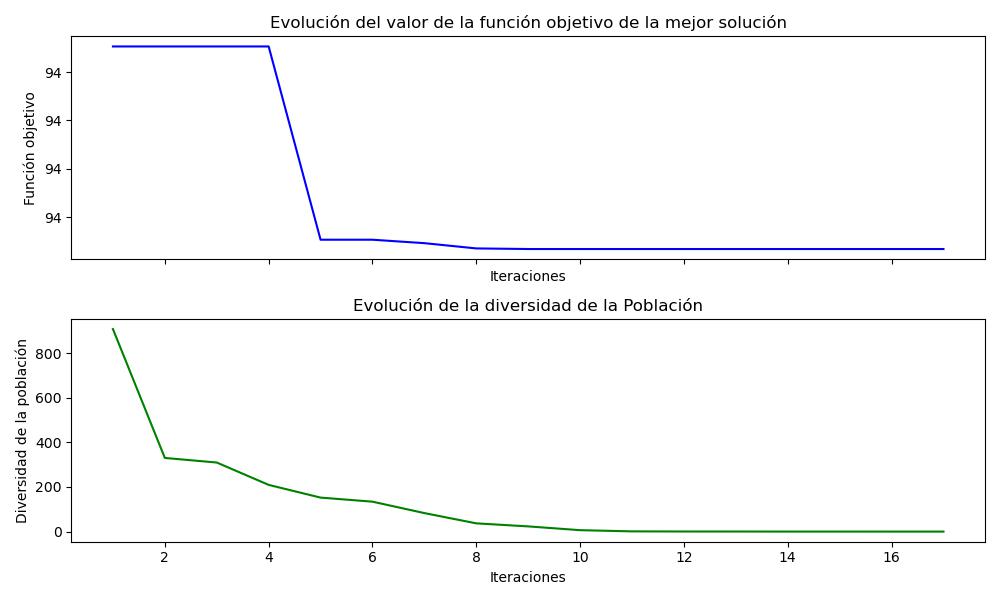 Evolución del valor de la función objetivo de la mejor solución
Función objetivo
94
94
94
94
Iteraciones
Evolución de la diversidad de la Población
Diversidad de la población
800
600
400
200
0
2 4 6 8 10 12 14 16
Iteraciones